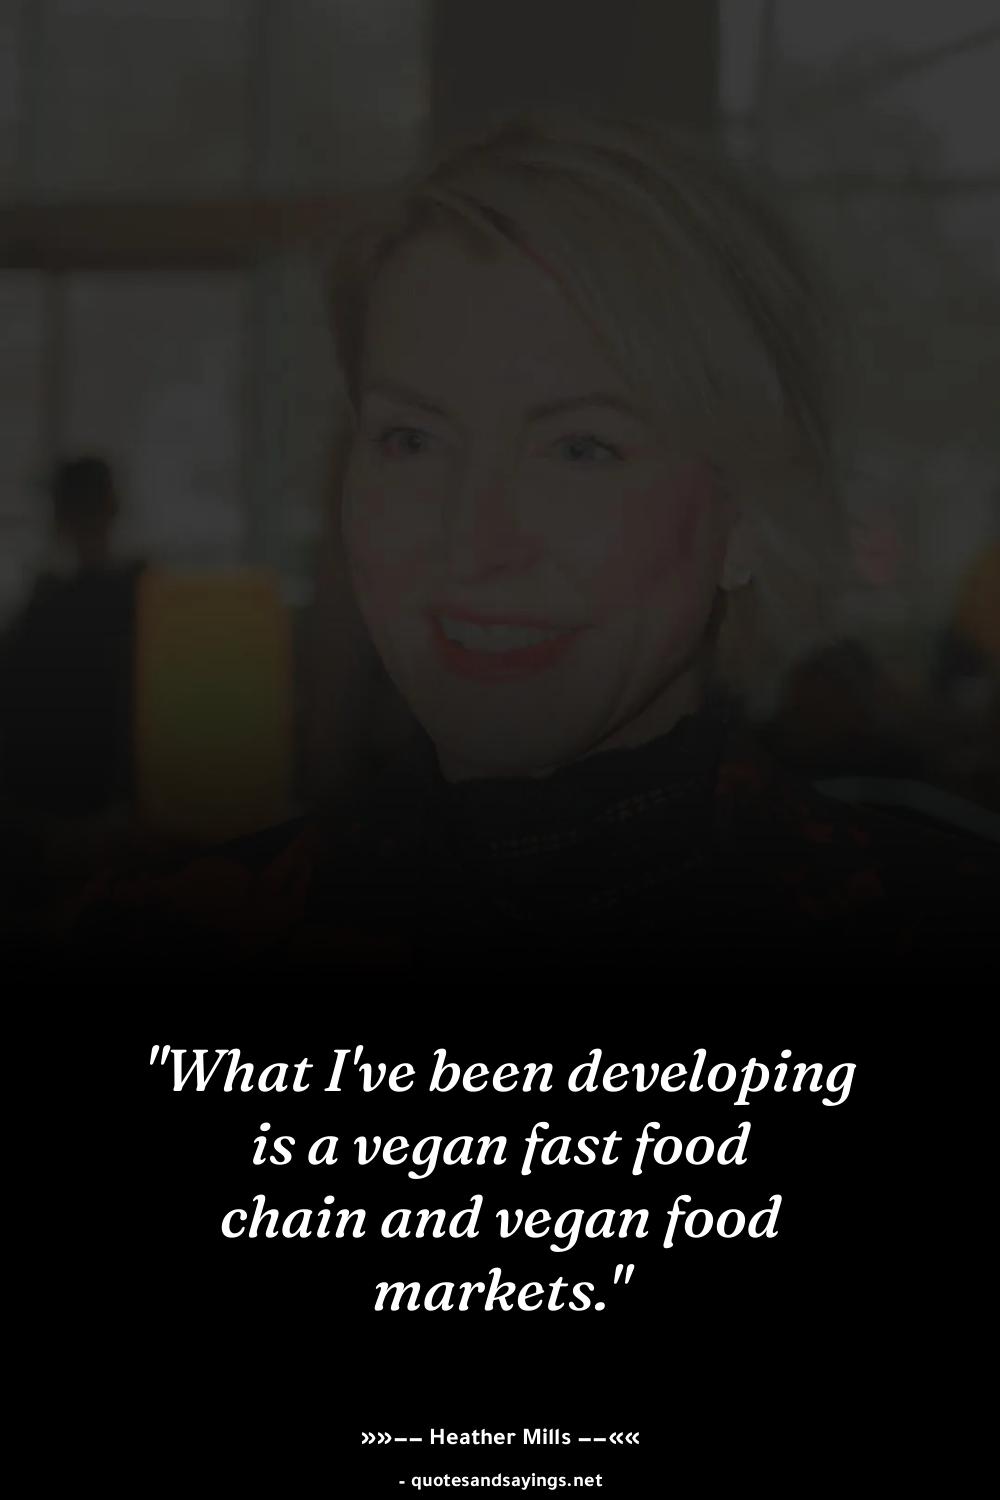 "What I've been developing
is a vegan fast food
chain and vegan food
markets."
»»—— Heather Mills ——««
- quotesandsayings.net